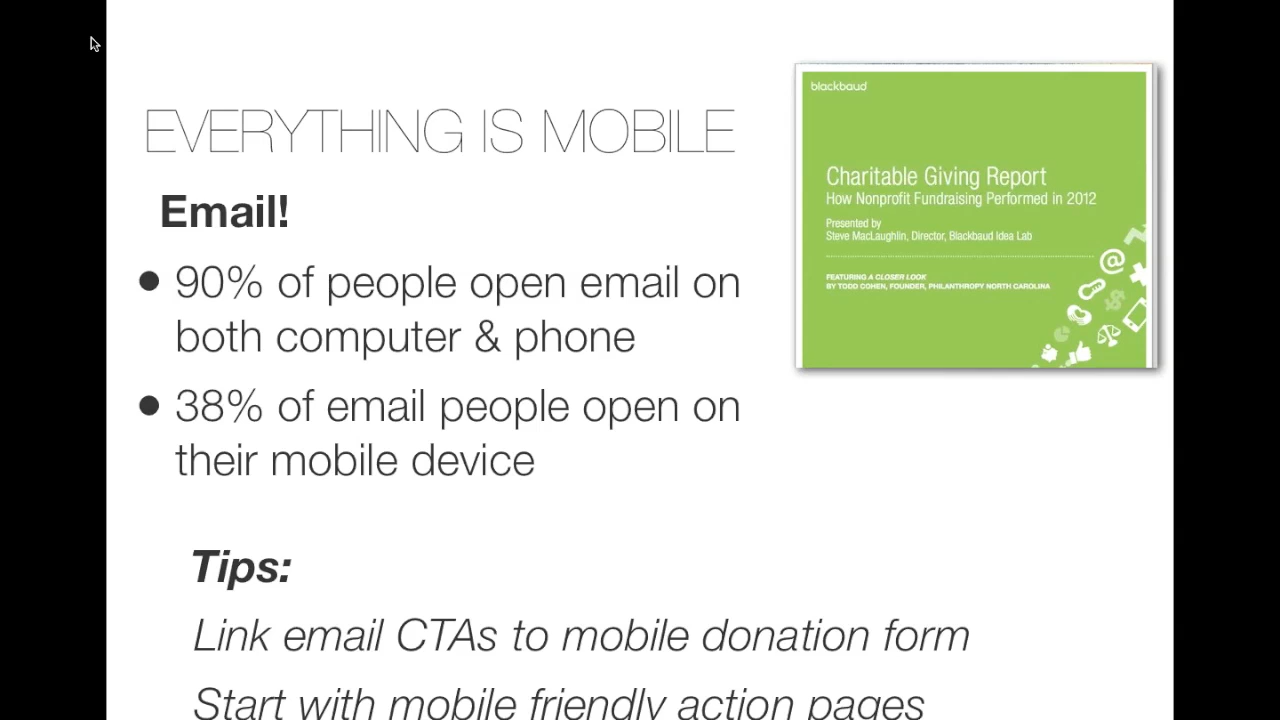 EVERYTHING IS MOBILE
Email!
● 90% of people open email on
both computer & phone
● 38% of email people open on
their mobile device
Tips:
Link email CTAs to mobile donation form
Start with mobile friendly action pages
blackbaud
Charitable Giving Report
How Nonprofit Fundraising Performed in 2012
Presented by
Steve MacLaughlin, Director, Blackbaud Idea Lab
FEATURING A CLOSER LOOK
BY TODD COHEN, FOUNDER, PHILANTHROPY NORTH CAROLINA